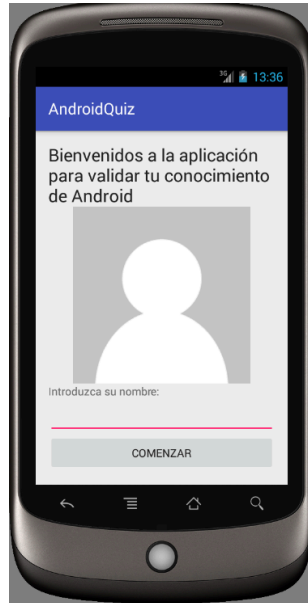 3G 13:36
AndroidQuiz
Bienvenidos a la aplicación
para validar tu conocimiento
de Android
Introduzca su nombre:
COMENZAR